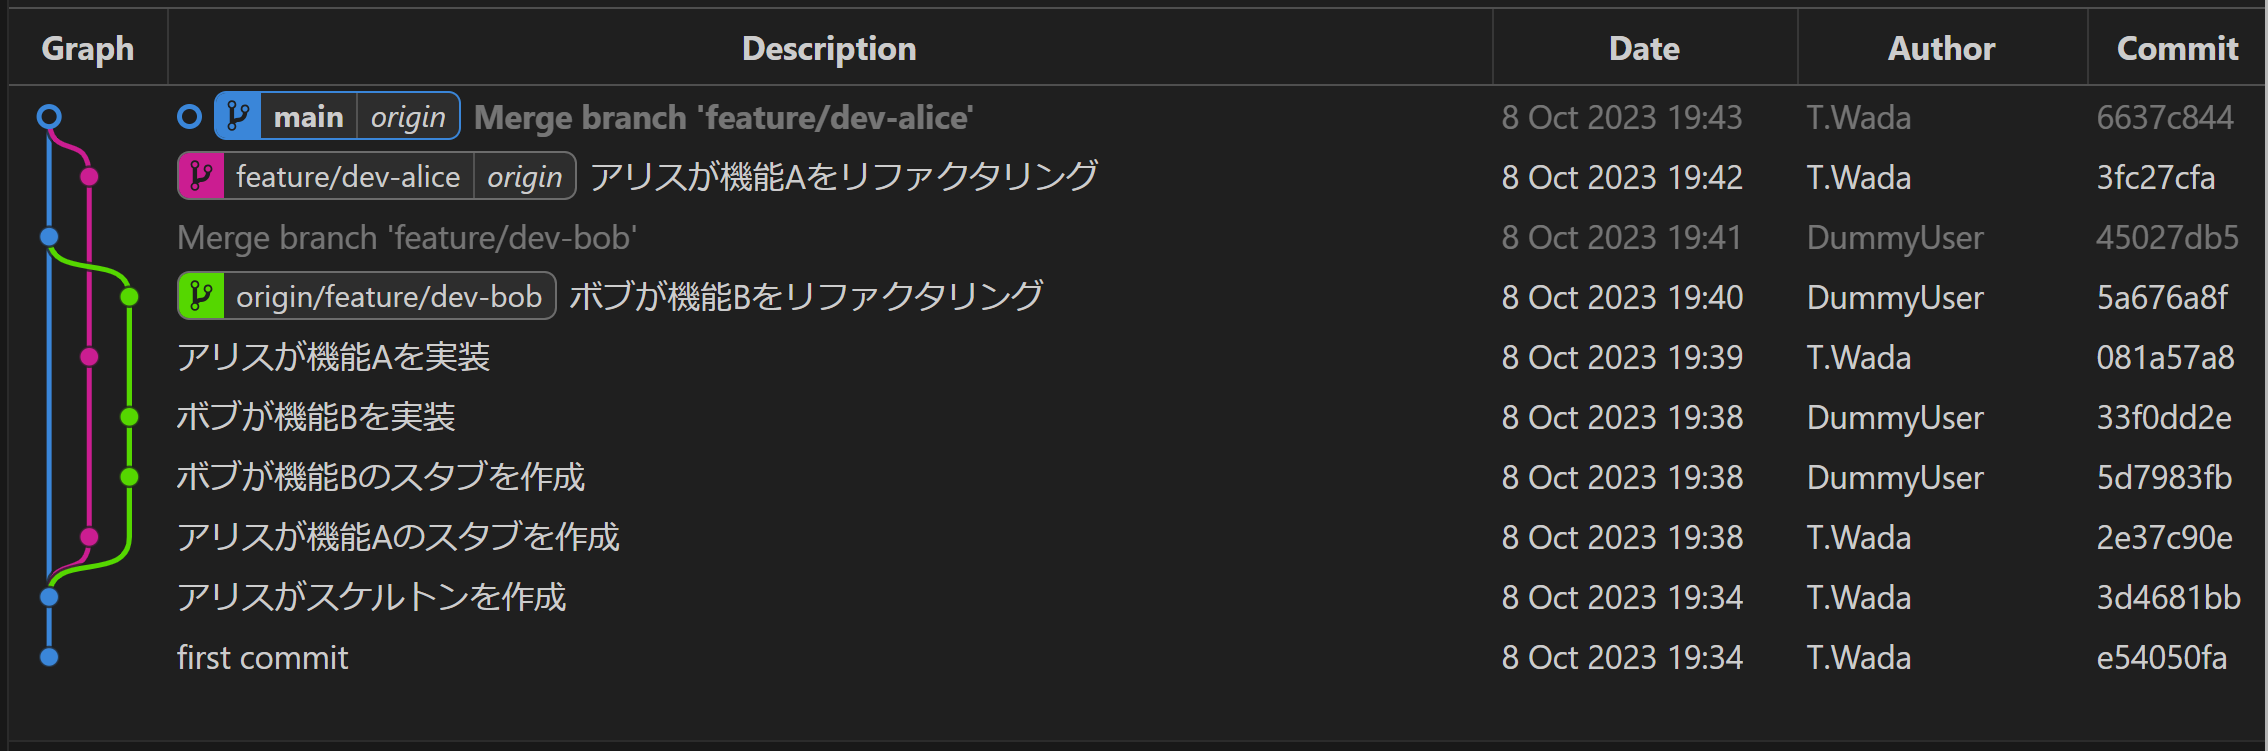 Graph Description Date Author Commit
main origin Merge branch 'feature/dev-alice' 8 Oct 2023 19:43 T.Wada 6637c844
feature/dev-alice origin アリスが機能Aをリファクタリング 8 Oct 2023 19:42 T.Wada 3fc27cfa
Merge branch 'feature/dev-bob' 8 Oct 2023 19:41 DummyUser 45027db5
origin/feature/dev-bob ボブが機能Bをリファクタリング 8 Oct 2023 19:40 DummyUser 5a676a8f
アリスが機能Aを実装 8 Oct 2023 19:39 T.Wada 081a57a8
ボブが機能Bを実装 8 Oct 2023 19:38 DummyUser 33f0dd2e
ボブが機能Bのスタブを作成 8 Oct 2023 19:38 DummyUser 5d7983fb
アリスが機能Aのスタブを作成 8 Oct 2023 19:38 T.Wada 2e37c90e
アリスがスケルトンを作成 8 Oct 2023 19:34 T.Wada 3d4681bb
first commit 8 Oct 2023 19:34 T.Wada e54050fa